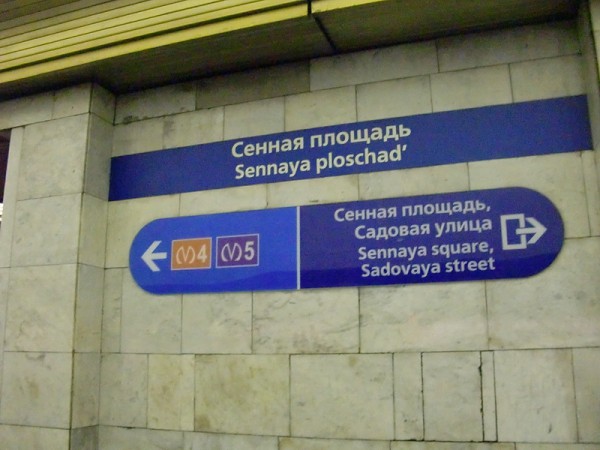 Сенная площадь
Sennaya ploschad'
4 5
Сенная площадь,
Садовая улица
Sennaya square,
Sadovaya street